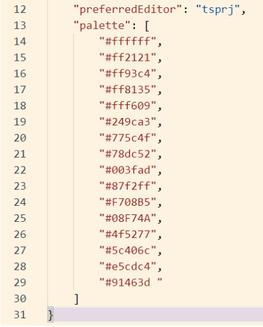 12 "preferredEditor": "tsprj",
13 "palette": [
14 "#ffffff",
15 "#ff2121",
16 "#ff93c4",
17 "#ff8135",
18 "#fff609",
19 "#249ca3",
20 "#775c4f",
21 "#78dc52",
22 "#003fad",
23 "#87f2ff",
24 "#F708B5",
25 "#08F74A",
26 "#4f5277",
27 "#5c406c",
28 "#e5cdc4",
29 "#91463d "
30 ]
31 }